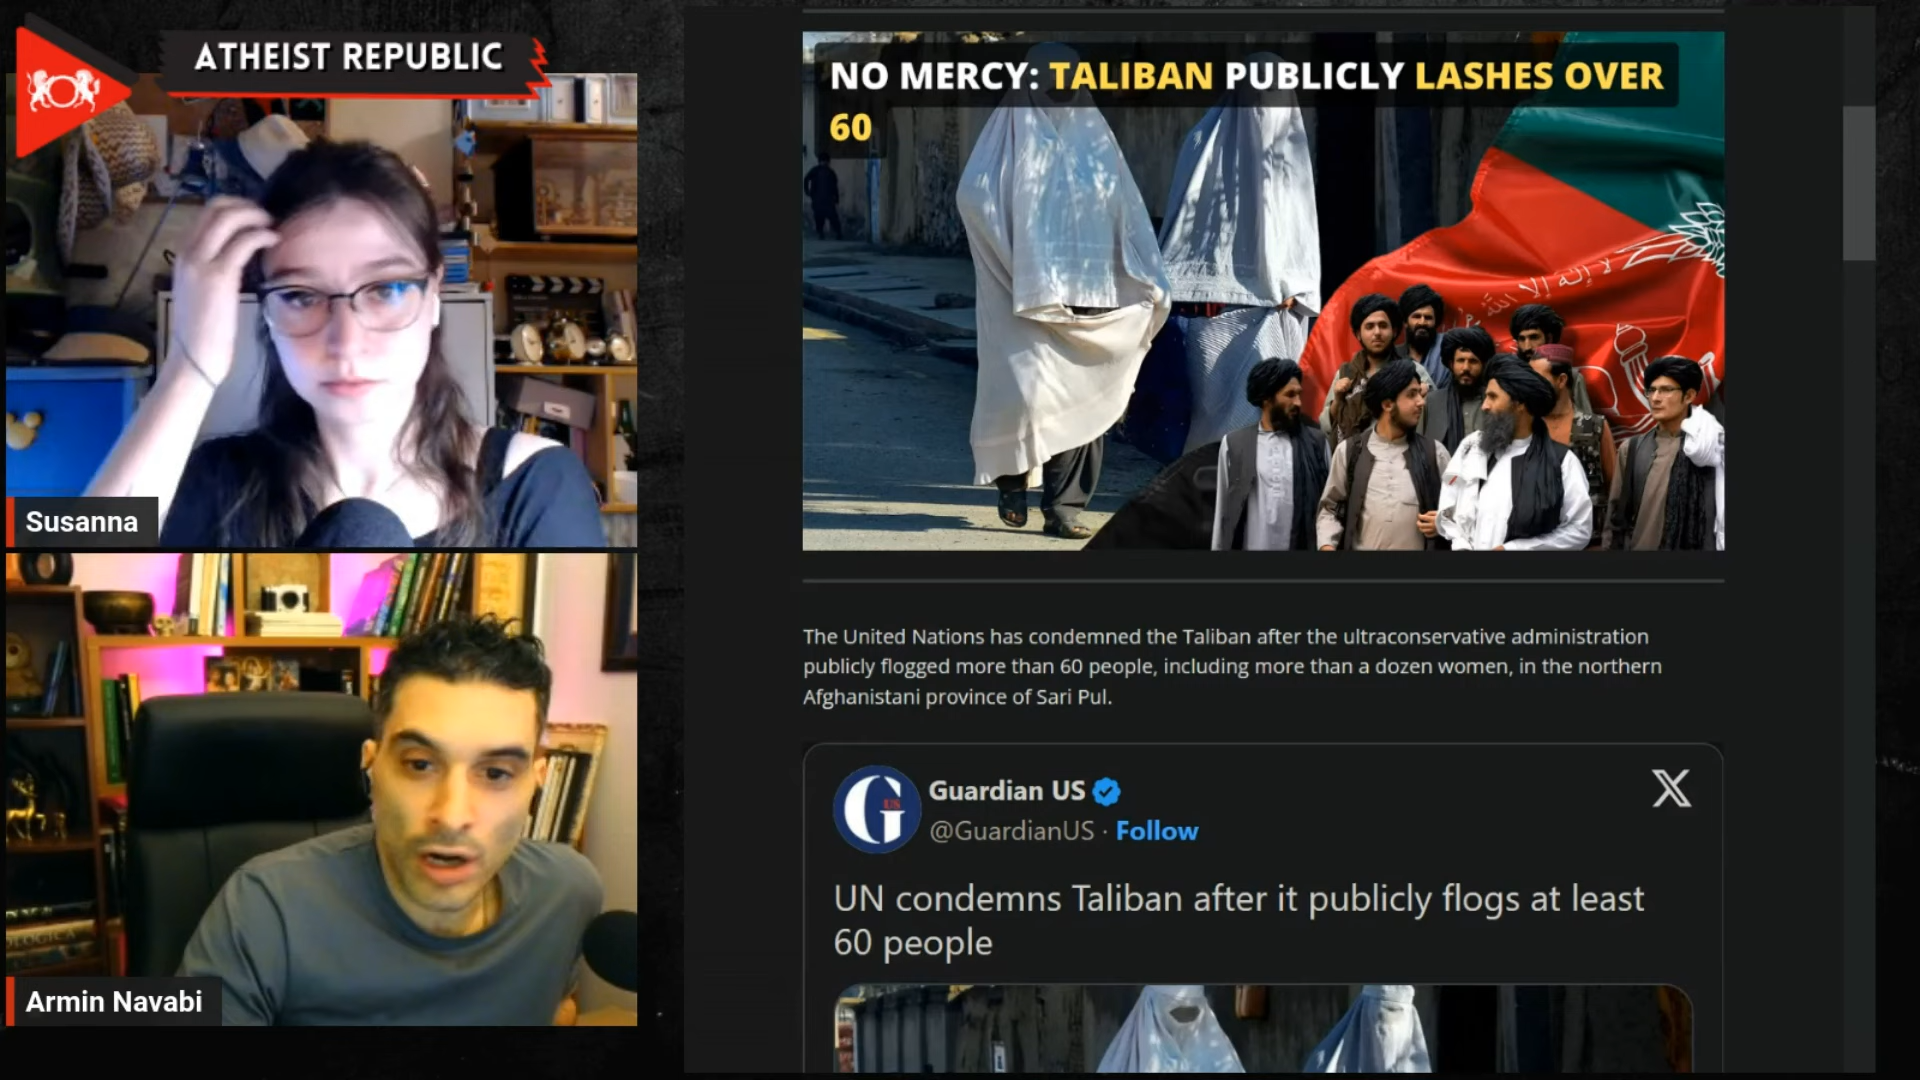 ATHEIST REPUBLIC
Susanna
Armin Navabi
NO MERCY: TALIBAN PUBLICLY LASHES OVER
60
The United Nations has condemned the Taliban after the ultraconservative administration
publicly flogged more than 60 people, including more than a dozen women, in the northern
Afghanistani province of Sari Pul.
G
US
Guardian US
@GuardianUS · Follow
X
UN condemns Taliban after it publicly flogs at least
60 people